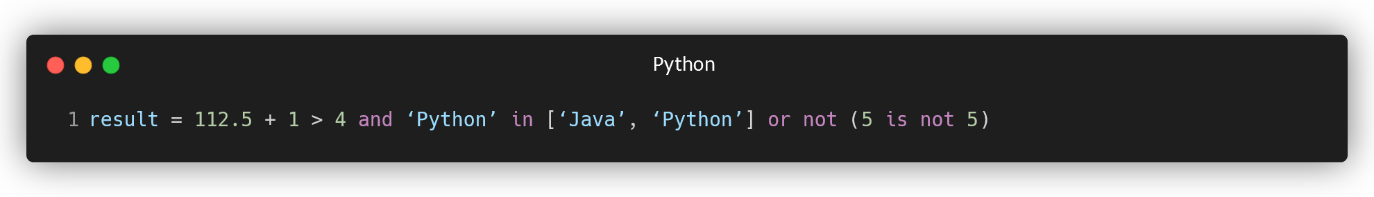 Python
1 result = 112.5 + 1 > 4 and ‘Python’ in [‘Java’, ‘Python’] or not (5 is not 5)